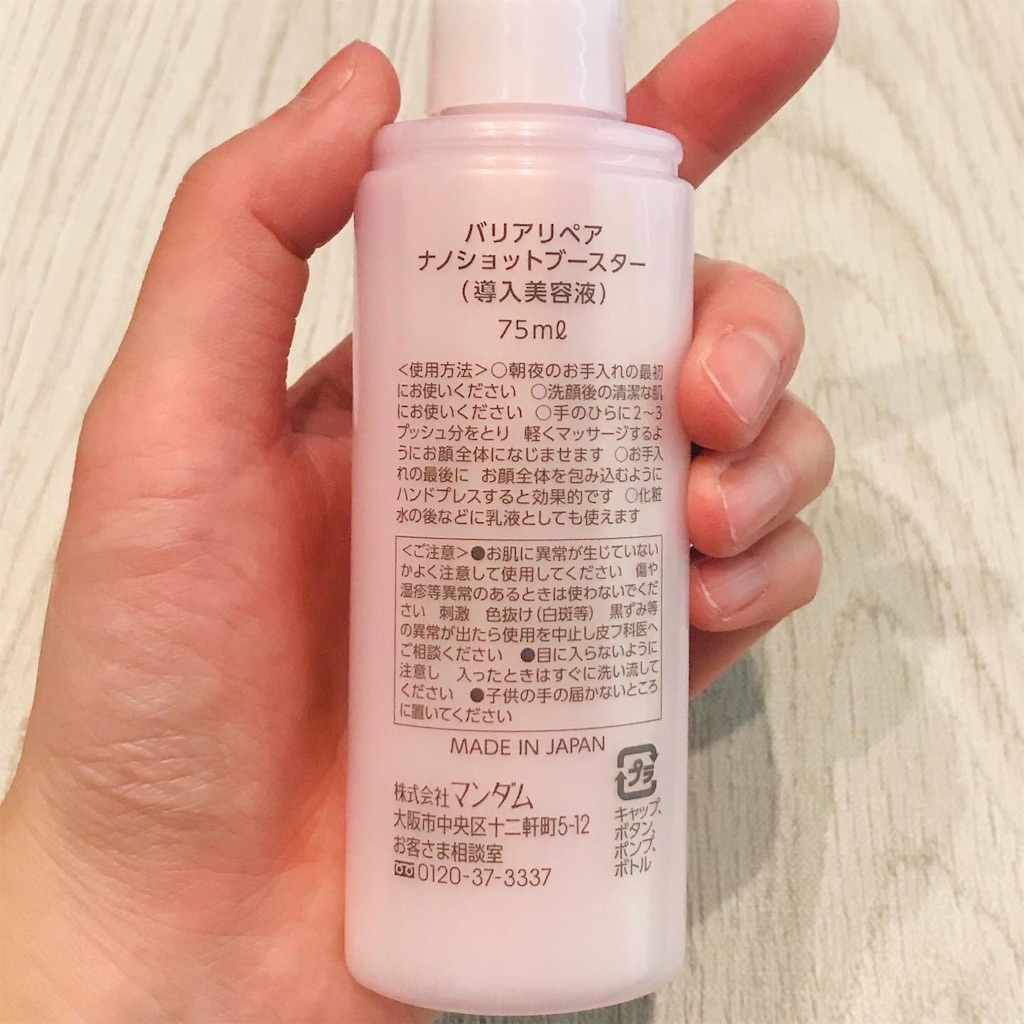 バリアリペア
ナノショットブースター
(導入美容液)
75mℓ
<使用方法>○朝夜のお手入れの最初
にお使いください ○洗顔後の清潔な肌
にお使いください ○手のひらに2~3
プッシュ分をとり 軽くマッサージするよ
うにお顔全体になじませます ○お手入
れの最後に お顔全体を包み込むように
ハンドプレスすると効果的です ○化粧
水の後などに乳液としても使えます
<ご注意>●お肌に異常が生じていない
かよく注意して使用してください 傷や
湿疹等異常のあるときは使わないでくだ
さい 刺激 色抜け(白斑等) 黒ずみ等
の異常が出たら使用を中止し皮フ科医へ
ご相談ください ●目に入らないように
注意し 入ったときはすぐに洗い流して
ください ●子供の手の届かないところ
に置いてください
MADE IN JAPAN
株式会社マンダム
大阪市中央区十二軒町5-12
お客さま相談室
0120-37-3337
プラ
キャップ、
ボタン、
ポンプ、
ボトル